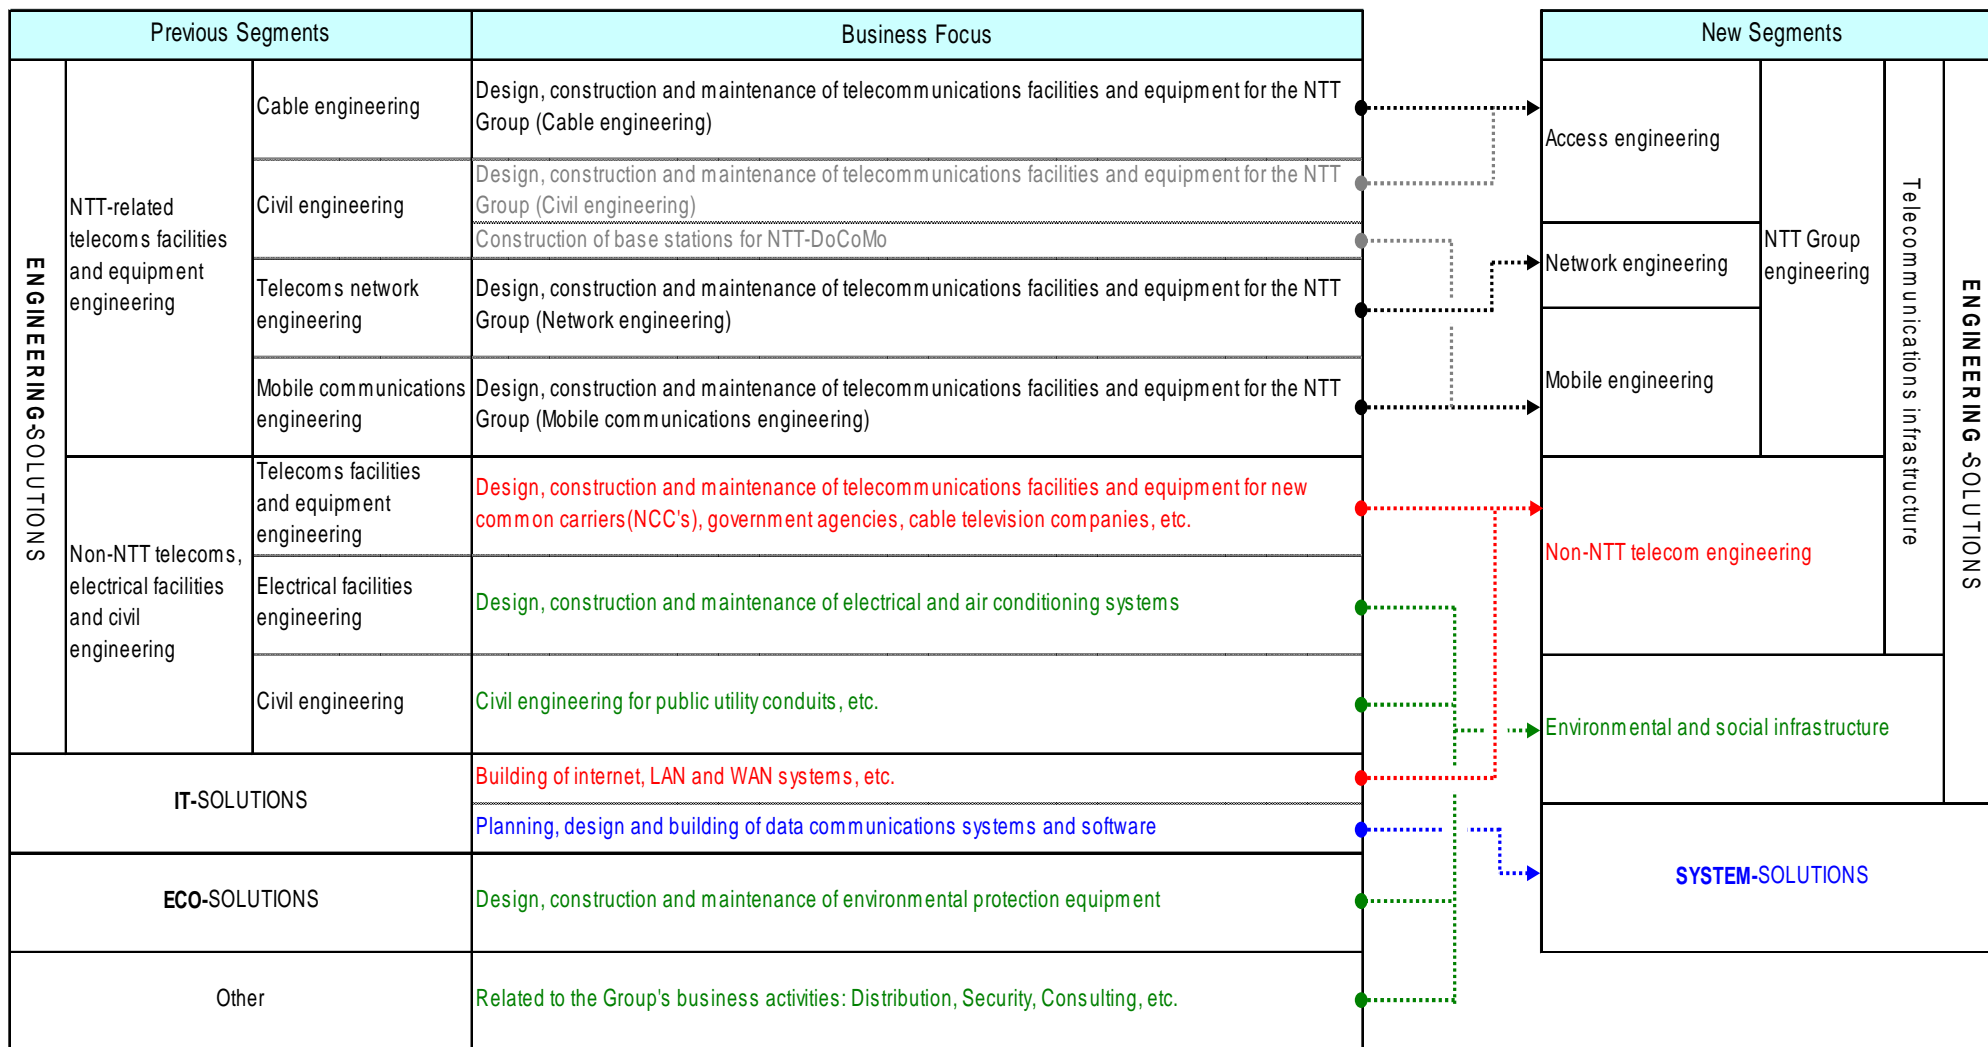 Previous Segments
Business Focus
New Segments
ENGINEERING-SOLUTIONS
NTT-related
telecoms facilities
and equipment
engineering
Cable engineering
Design, construction and maintenance of telecommunications facilities and equipment for the NTT
Group (Cable engineering)
Civil engineering
Design, construction and maintenance of telecommunications facilities and equipment for the NTT
Group (Civil engineering)
Construction of base stations for NTT-DoCoMo
Telecoms network
engineering
Design, construction and maintenance of telecommunications facilities and equipment for the NTT
Group (Network engineering)
Mobile communications
engineering
Design, construction and maintenance of telecommunications facilities and equipment for the NTT
Group (Mobile communications engineering)
Non-NTT telecoms,
electrical facilities
and civil
engineering
Telecoms facilities
and equipment
engineering
Design, construction and maintenance of telecommunications facilities and equipment for new
common carriers(NCC's), government agencies, cable television companies, etc.
Electrical facilities
engineering
Design, construction and maintenance of electrical and air conditioning systems
Civil engineering
Civil engineering for public utility conduits, etc.
IT-SOLUTIONS
Building of internet, LAN and WAN systems, etc.
Planning, design and building of data communications systems and software
ECO-SOLUTIONS
Design, construction and maintenance of environmental protection equipment
Other
Related to the Group's business activities: Distribution, Security, Consulting, etc.
Access engineering
Network engineering
Mobile engineering
NTT Group
engineering
Telecommunications infrastructure
ENGINEERING-SOLUTIONS
Non-NTT telecom engineering
Environmental and social infrastructure
SYSTEM-SOLUTIONS